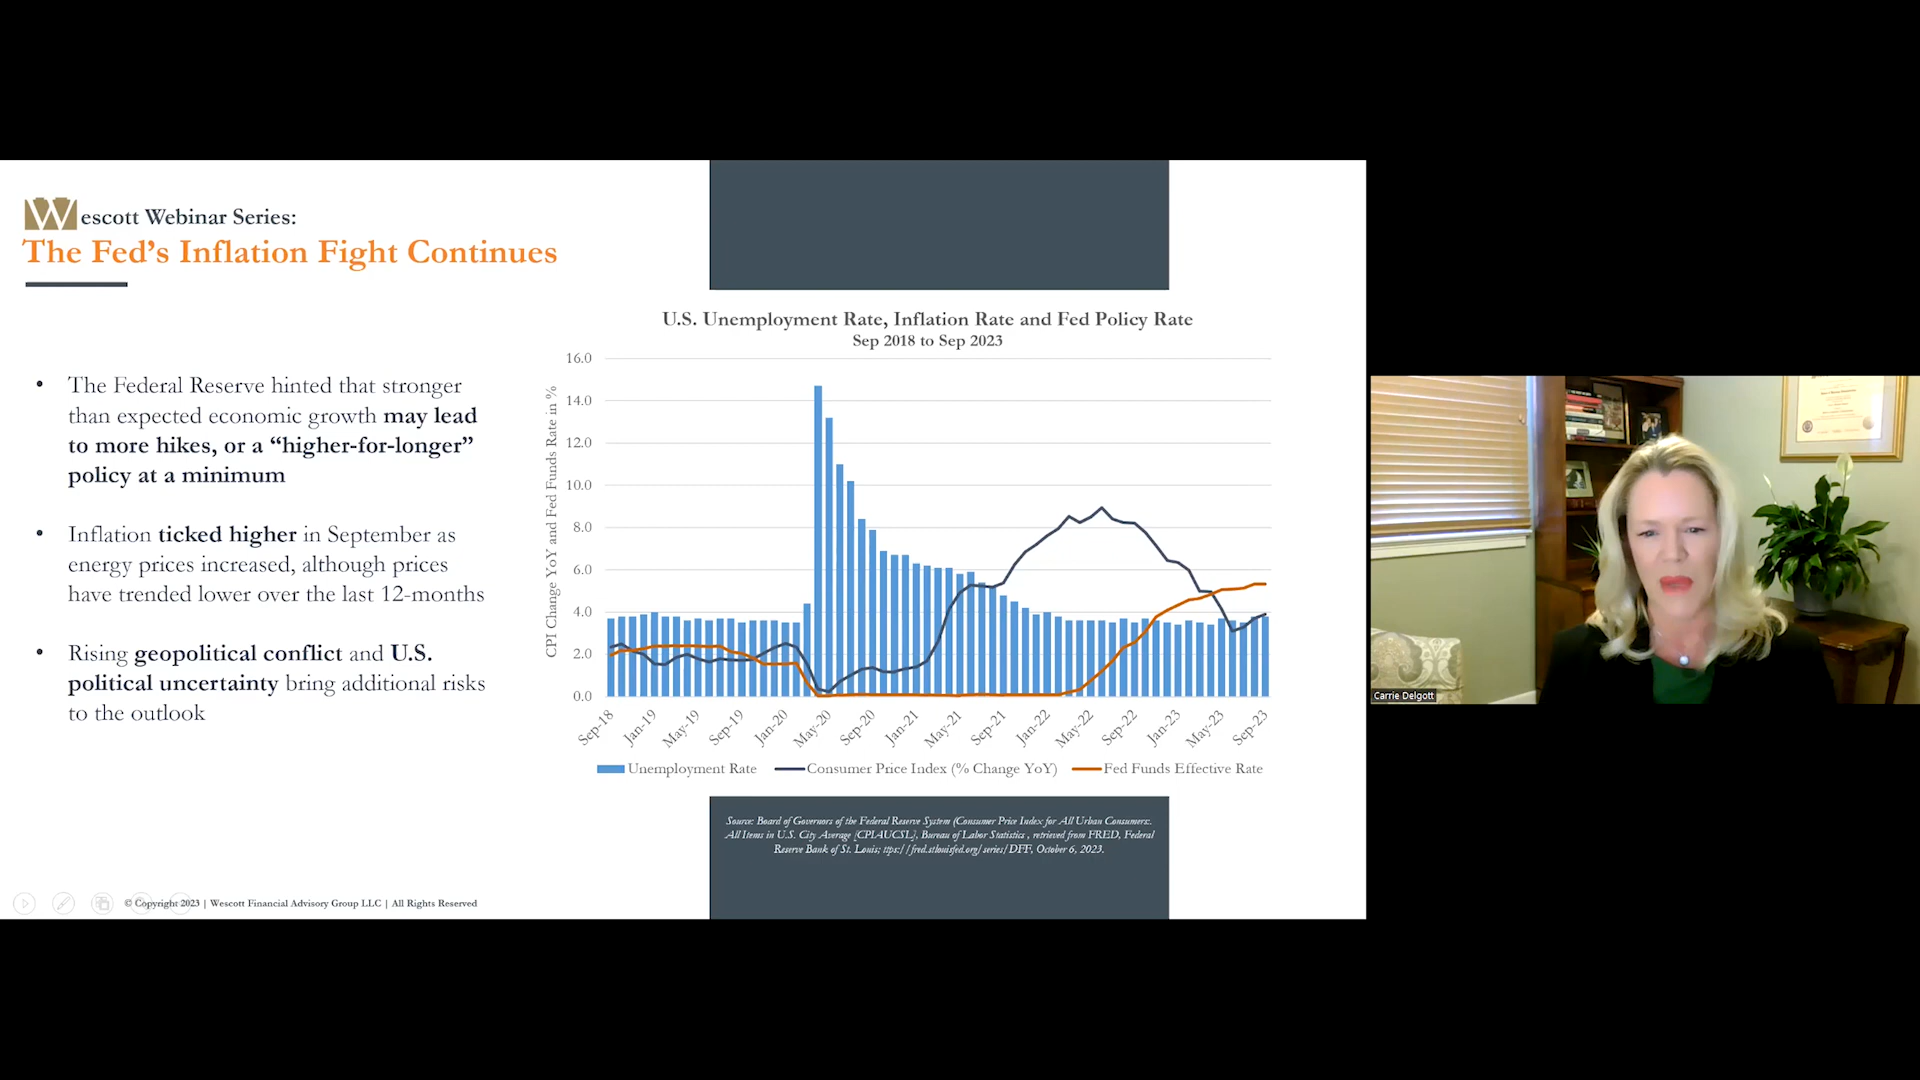 Wescott Webinar Series:
The Fed's Inflation Fight Continues
• The Federal Reserve hinted that stronger
than expected economic growth may lead
to more hikes, or a “higher-for-longer”
policy at a minimum
• Inflation ticked higher in September as
energy prices increased, although prices
have trended lower over the last 12-months
• Rising geopolitical conflict and U.S.
political uncertainty bring additional risks
to the outlook
U.S. Unemployment Rate, Inflation Rate and Fed Policy Rate
Sep 2018 to Sep 2023
CPI Change YoY and Fed Funds Rate in %
16.0
14.0
12.0
10.0
8.0
6.0
4.0
2.0
0.0
Sep-18 Jan-19 May-19 Sep-19 Jan-20 May-20 Sep-20 Jan-21 May-21 Sep-21 Jan-22 May-22 Sep-22 Jan-23 May-23 Sep-23
Unemployment Rate Consumer Price Index (% Change YoY) Fed Funds Effective Rate
Source: Board of Governors of the Federal Reserve System (Consumer Price Index for All Urban Consumers:
All Items in U.S. City Average [CPIAUCSL], Bureau of Labor Statistics , retrieved from FRED, Federal
Reserve Bank of St. Louis; ttps://fred.stlouisfed.org/series/DFF, October 6, 2023.
© Copyright 2023 | Wescott Financial Advisory Group LLC | All Rights Reserved
Carrie Delgott